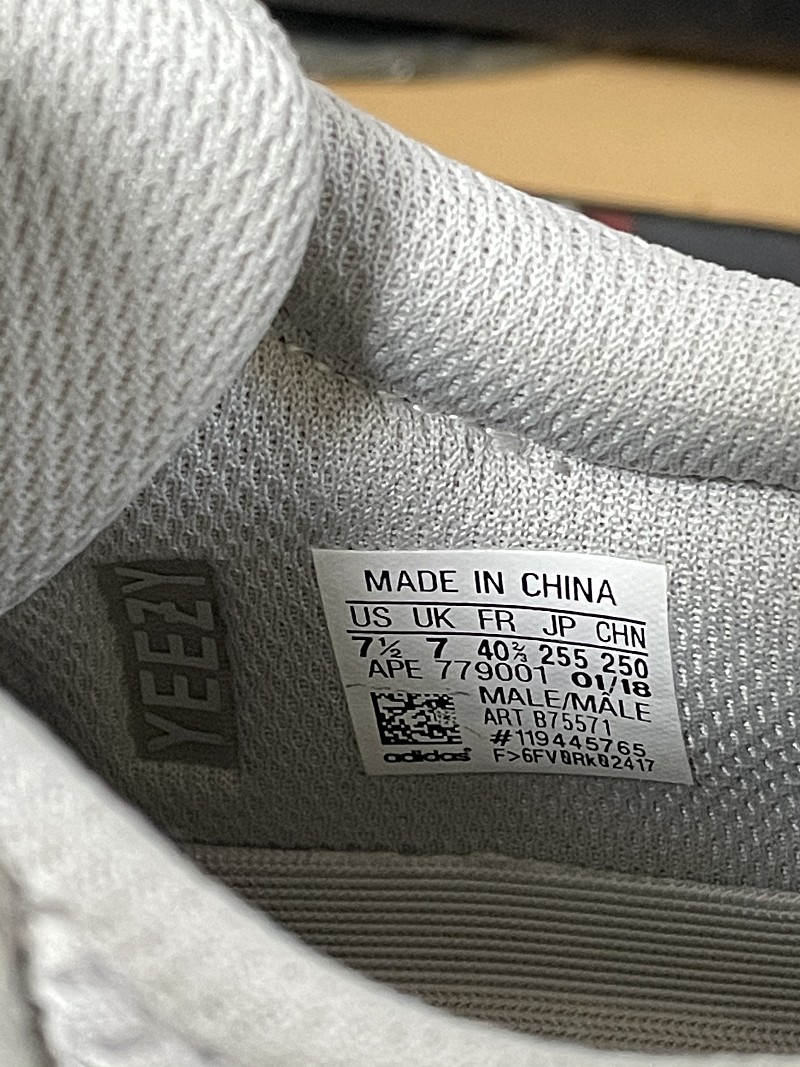 YEEZY
MADE IN CHINA
US UK FR JP CHN
7½ 7 40⅔ 255 250
APE 779001 01/18
MALE/MÂLE
ART B75571
#119445765
F>6FV0Rk02417
adidas